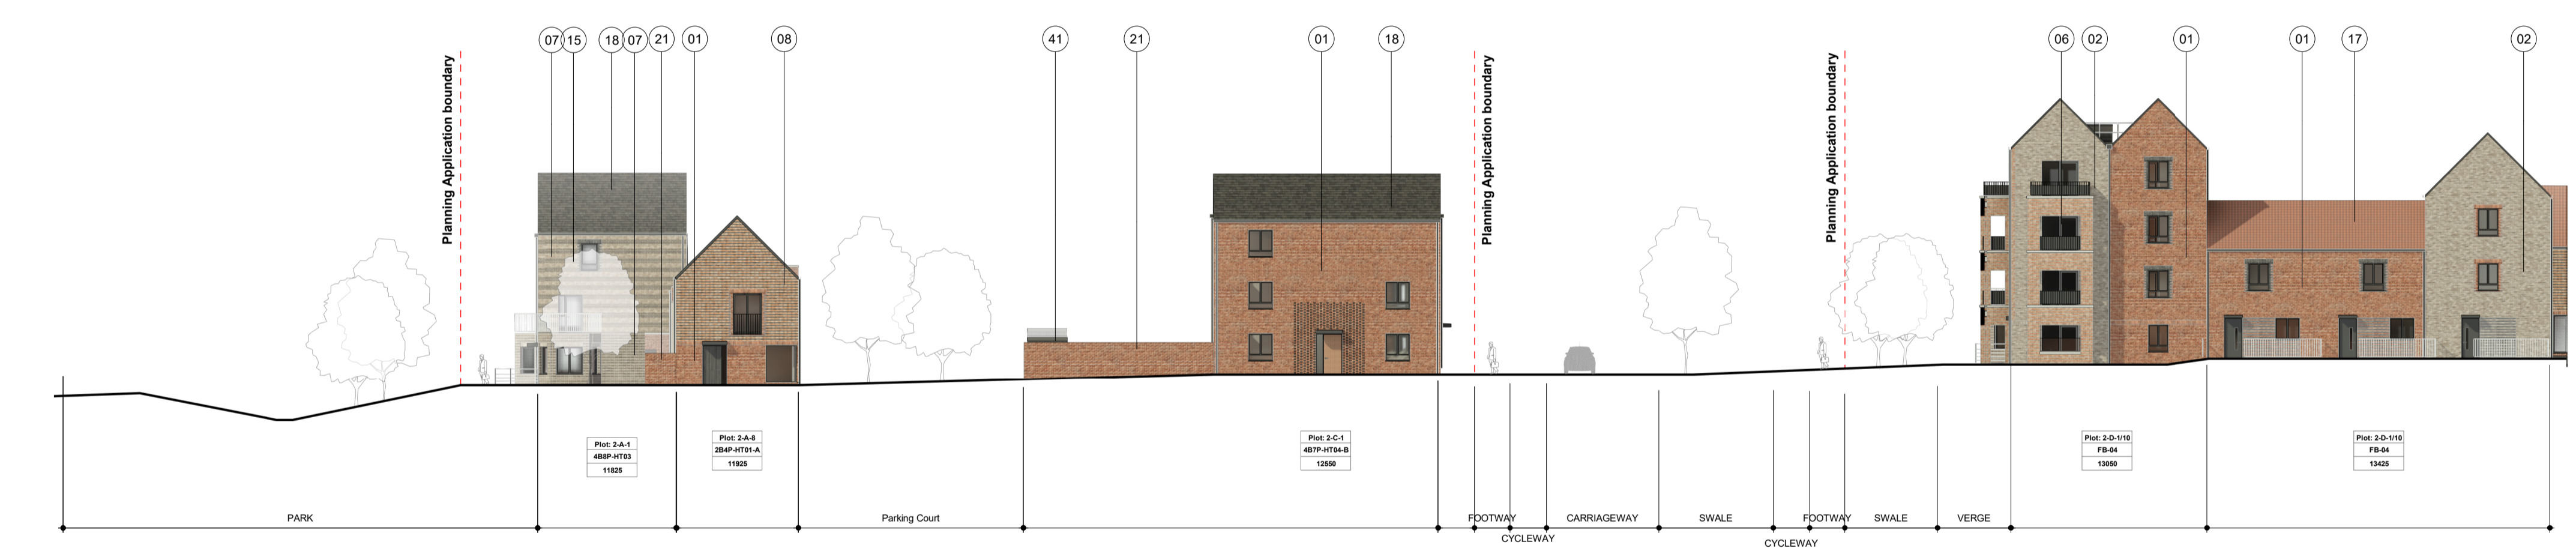 07 15 18 07 21 01 08 41 21 01 18 06 02 01 01 17 02
Planning Application boundary
Planning Application boundary
Planning Application boundary
Plot: 2-A-1
4B8P-HT03
11825
Plot: 2-A-8
2B4P-HT01-A
11925
Plot: 2-C-1
4B7P-HT04-B
12550
Plot: 2-D-1/10
FB-04
13050
Plot: 2-D-1/10
FB-04
13425
PARK Parking Court FOOTWAY CARRIAGEWAY SWALE FOOTWAY SWALE VERGE
CYCLEWAY CYCLEWAY